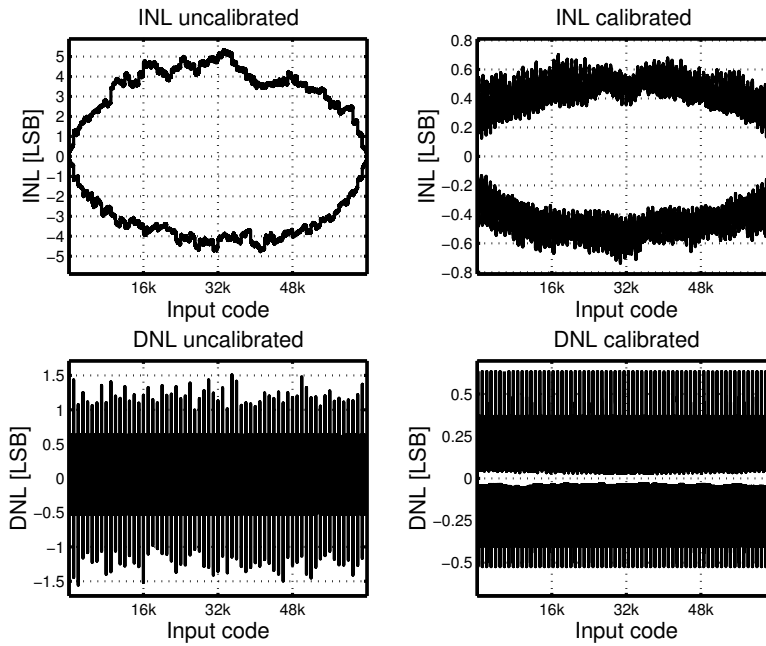 INL uncalibrated
5
4
3
2
1
0
−1
−2
−3
−4
−5
INL [LSB]
16k
32k
48k
Input code
INL calibrated
0.8
0.6
0.4
0.2
0
−0.2
−0.4
−0.6
−0.8
INL [LSB]
16k
32k
48k
Input code
DNL uncalibrated
1.5
1
0.5
0
−0.5
−1
−1.5
DNL [LSB]
16k
32k
48k
Input code
DNL calibrated
0.5
0.25
0
−0.25
−0.5
DNL [LSB]
16k
32k
48k
Input code